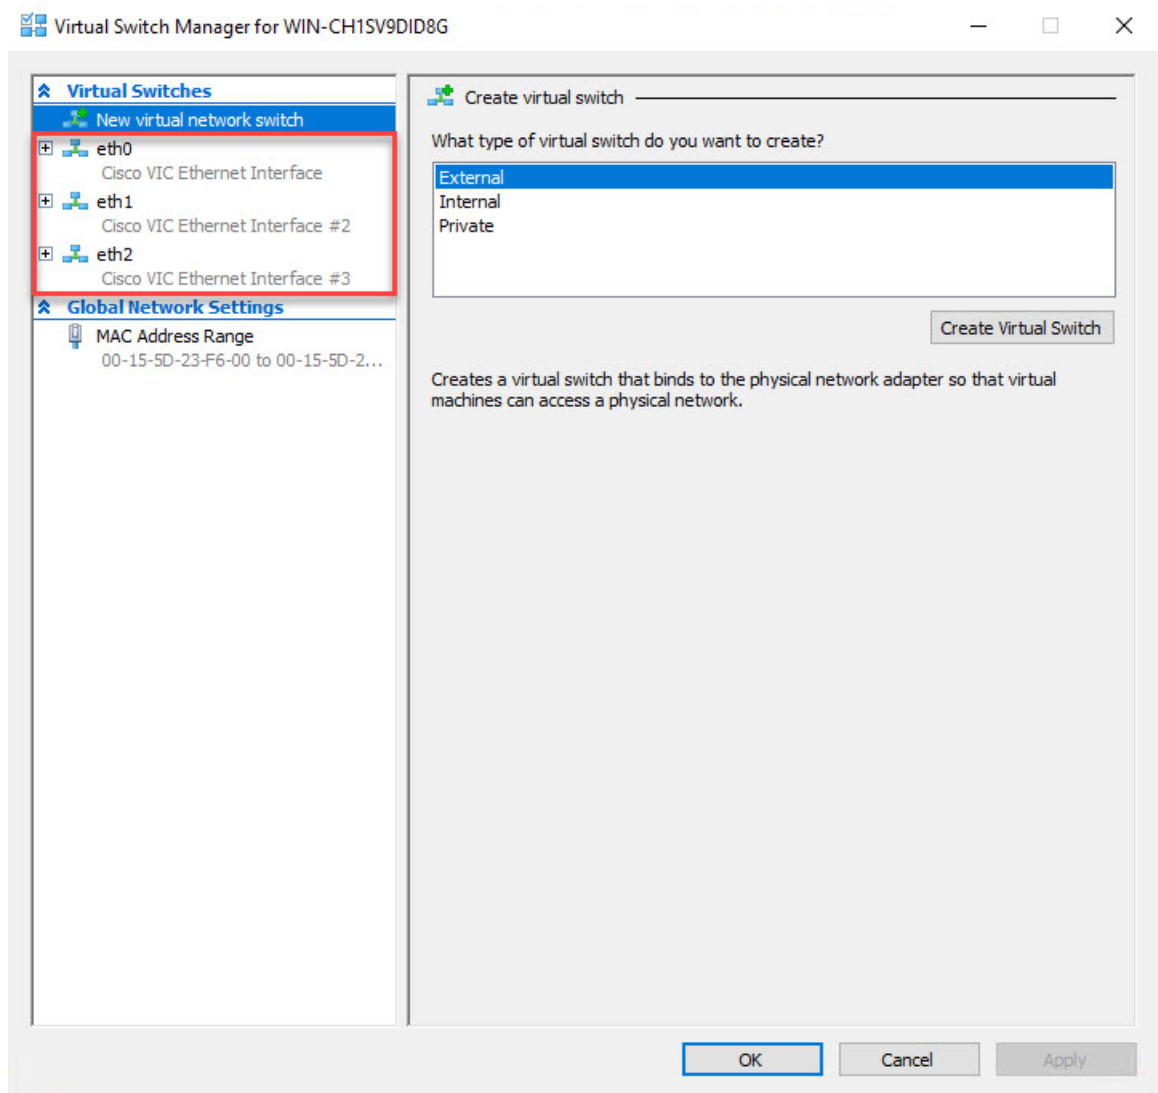 Virtual Switch Manager for WIN-CH1SV9DID8G
Virtual Switches
New virtual network switch
eth0
Cisco VIC Ethernet Interface
eth1
Cisco VIC Ethernet Interface #2
eth2
Cisco VIC Ethernet Interface #3
Global Network Settings
MAC Address Range
00-15-5D-23-F6-00 to 00-15-5D-2...
Create virtual switch
What type of virtual switch do you want to create?
External
Internal
Private
Create Virtual Switch
Creates a virtual switch that binds to the physical network adapter so that virtual
machines can access a physical network.
OK
Cancel
Apply